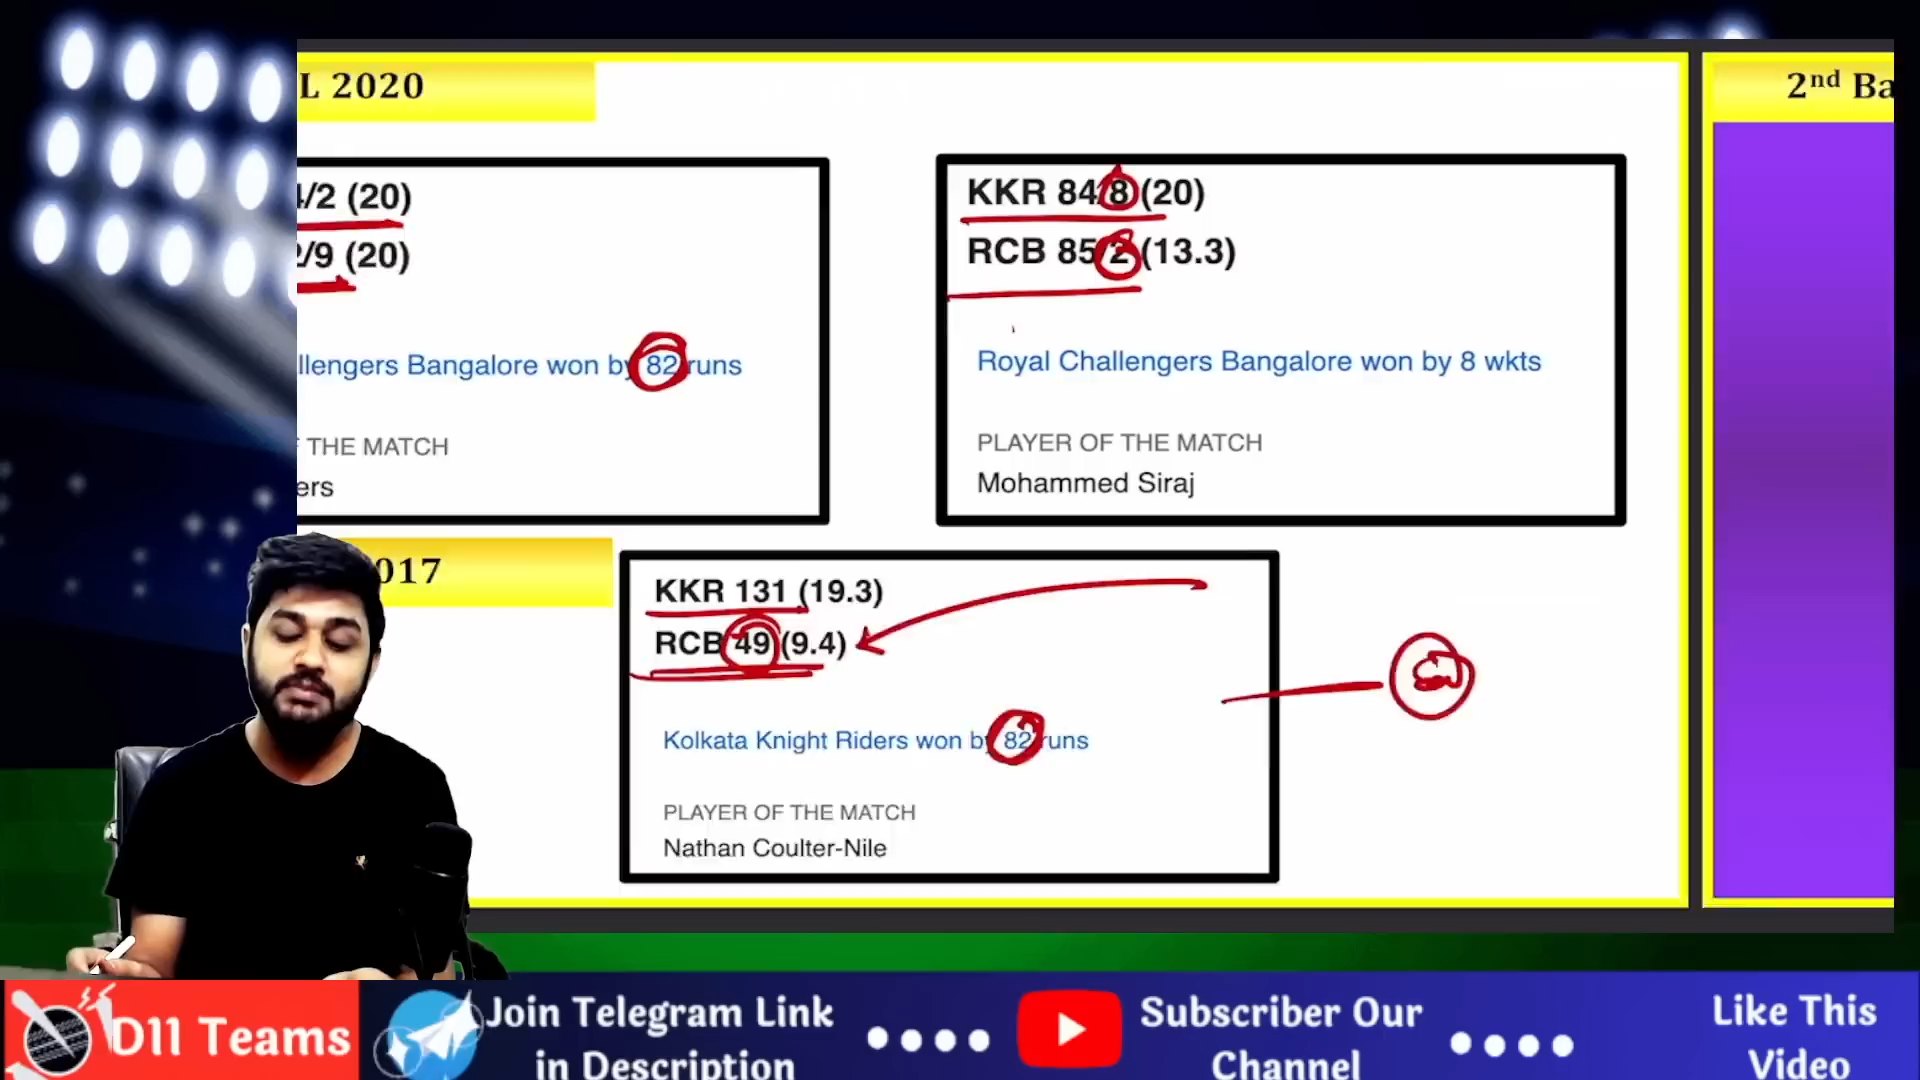 L 2020
2nd Ba
4/2 (20)
2/9 (20)
llengers Bangalore won by 82 runs
THE MATCH
ers
KKR 84/8 (20)
RCB 85/2 (13.3)
Royal Challengers Bangalore won by 8 wkts
PLAYER OF THE MATCH
Mohammed Siraj
017
KKR 131 (19.3)
RCB 49 (9.4)
Kolkata Knight Riders won by 82 runs
PLAYER OF THE MATCH
Nathan Coulter-Nile
D11 Teams
Join Telegram Link
in Description
Subscriber Our
Channel
Like This
Video